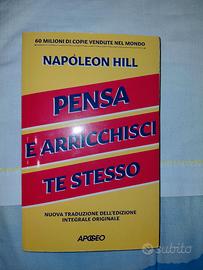 60 MILIONI DI COPIE VENDUTE NEL MONDO
NAPOLEON HILL
PENSA
E ARRICCHISCI
TE STESSO
NUOVA TRADUZIONE DELL'EDIZIONE
INTEGRALE ORIGINALE
APOGEO
subito